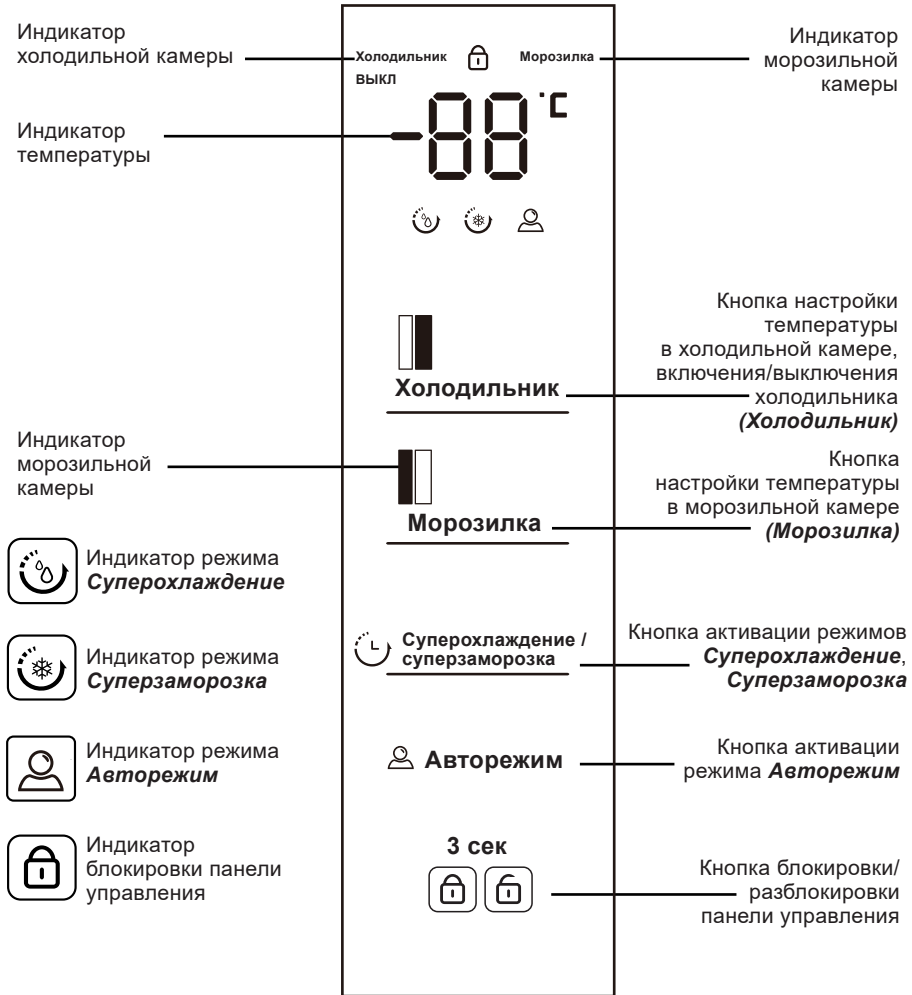 Индикатор
холодильной камеры
Индикатор
температуры
Индикатор
морозильной
камеры
Индикатор режима
Суперохлаждение
Индикатор режима
Суперзаморозка
Индикатор режима
Авторежим
Индикатор
блокировки панели
управления
Холодильник
ВЫКЛ
Морозилка
-88 °C
Холодильник
Морозилка
Суперохлаждение /
суперзаморозка
Авторежим
3 сек
Индикатор
морозильной
камеры
Кнопка настройки
температуры
в холодильной камере,
включения/выключения
холодильника
(Холодильник)
Кнопка
настройки температуры
в морозильной камере
(Морозилка)
Кнопка активации режимов
Суперохлаждение,
Суперзаморозка
Кнопка активации
режима Авторежим
Кнопка блокировки/
разблокировки
панели управления